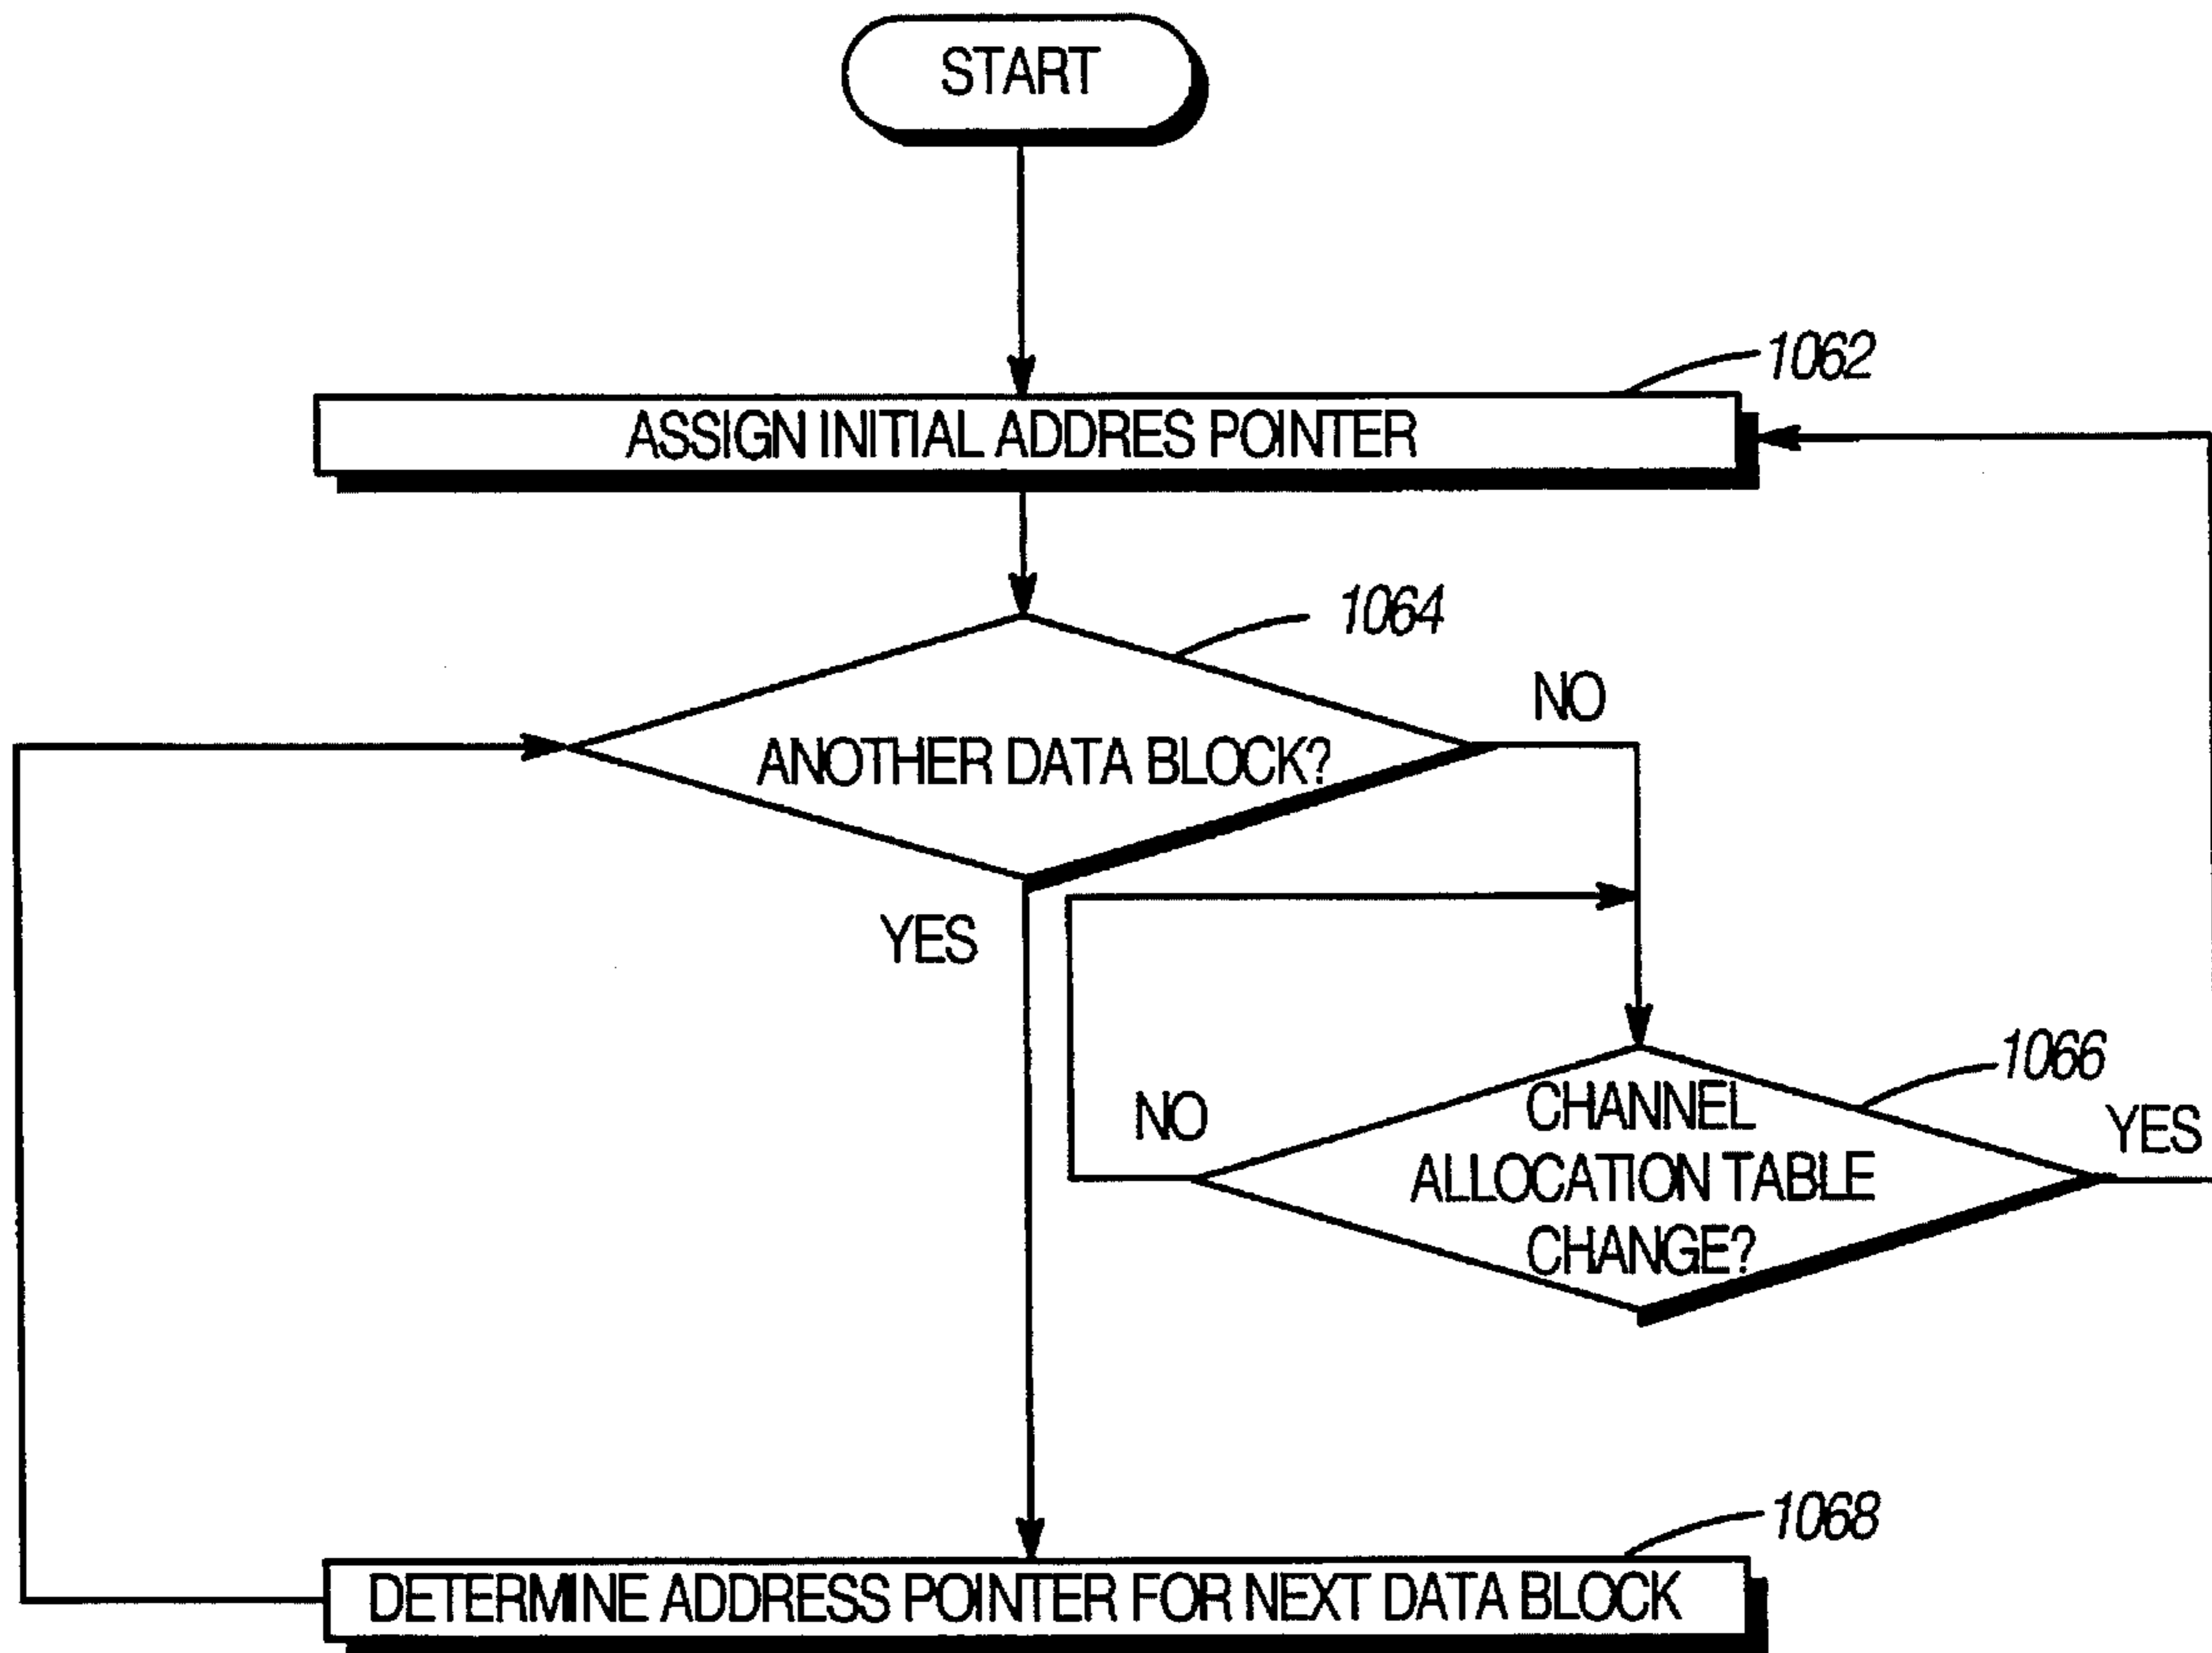 START
1062
ASSIGN INITIAL ADDRES POINTER
1064
NO
ANOTHER DATA BLOCK?
YES
1066
NO
CHANNEL
ALLOCATION TABLE
CHANGE?
YES
1068
DETERMINE ADDRESS POINTER FOR NEXT DATA BLOCK